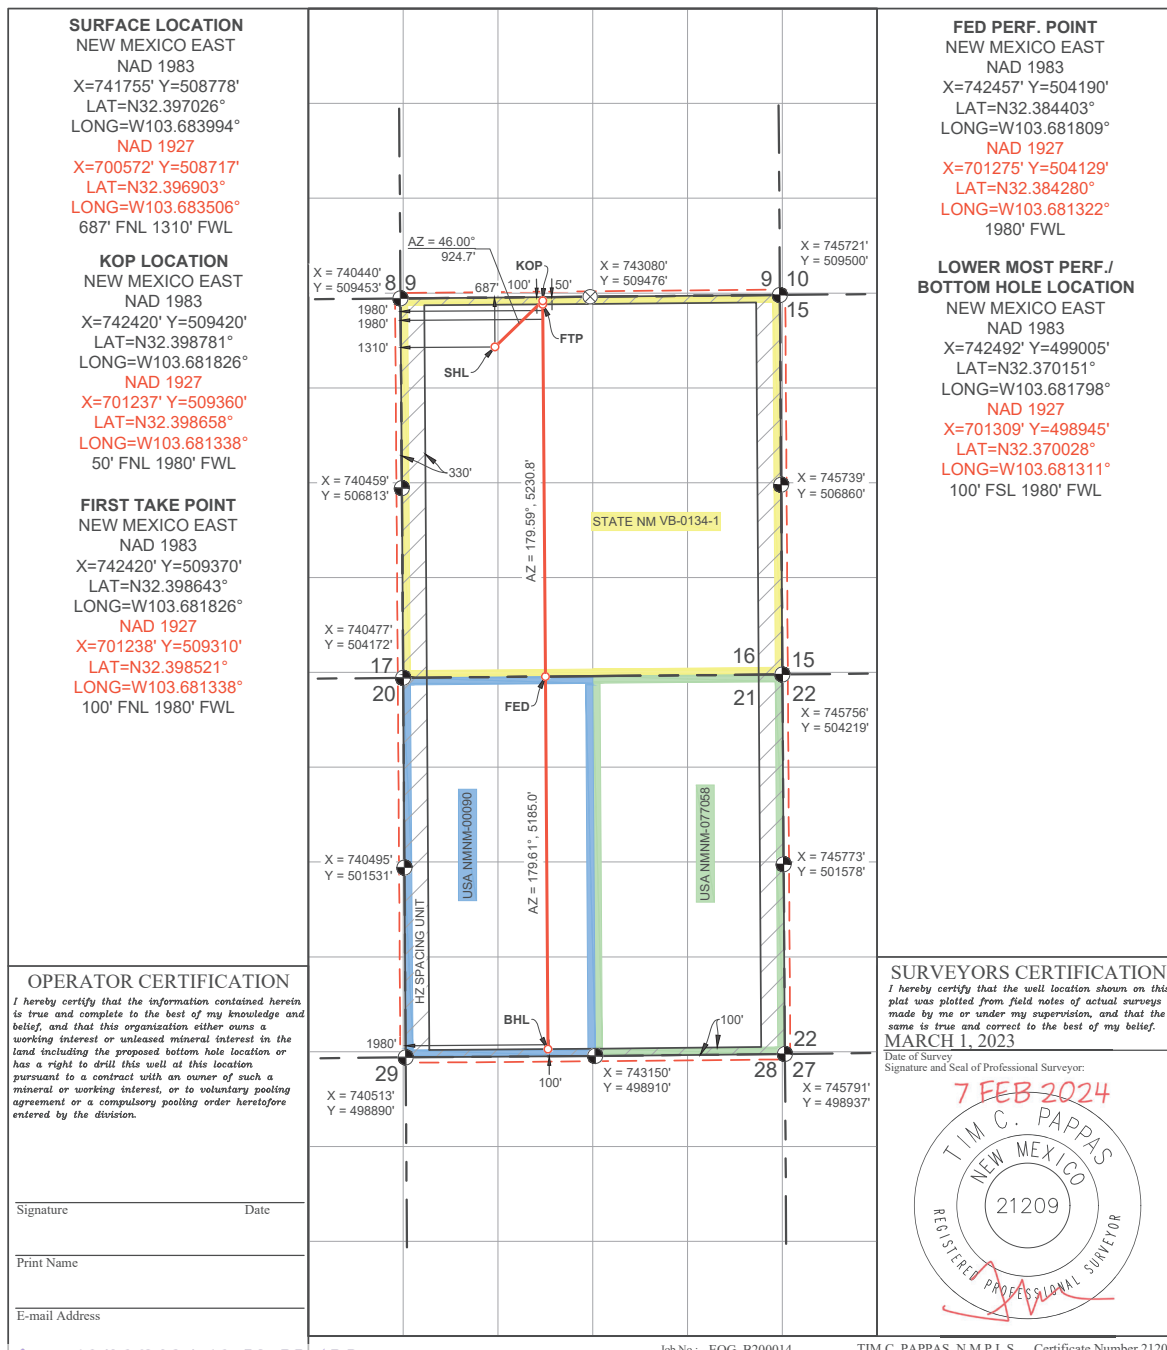 SURFACE LOCATION
NEW MEXICO EAST
NAD 1983
X=741755' Y=508778'
LAT=N32.397026°
LONG=W103.683994°
NAD 1927
X=700572' Y=508717'
LAT=N32.396903°
LONG=W103.683506°
687' FNL 1310' FWL
KOP LOCATION
NEW MEXICO EAST
NAD 1983
X=742420' Y=509420'
LAT=N32.398781°
LONG=W103.681826°
NAD 1927
X=701237' Y=509360'
LAT=N32.398658°
LONG=W103.681338°
50' FNL 1980' FWL
FIRST TAKE POINT
NEW MEXICO EAST
NAD 1983
X=742420' Y=509370'
LAT=N32.398643°
LONG=W103.681826°
NAD 1927
X=701238' Y=509310'
LAT=N32.398521°
LONG=W103.681338°
100' FNL 1980' FWL
AZ = 46.00°
924.7'
KOP
X = 743080'
Y = 509476'
X = 745721'
Y = 509500'
X = 740440'
Y = 509453'
8 9
687' 100' 50'
9 10
15
1980'
1980'
FTP
1310'
SHL
330'
X = 740459'
Y = 506813'
AZ = 179.59°, 5230.8'
X = 745739'
Y = 506860'
STATE NM VB-0134-1
X = 740477'
Y = 504172'
17
16 15
20
21 22
FED
X = 745756'
Y = 504219'
USA NMNM-00090
AZ = 179.61°, 5185.0'
USA NMNM-077058
X = 740495'
Y = 501531'
X = 745773'
Y = 501578'
HZ SPACING UNIT
BHL
100'
1980'
22
29
28 27
100'
X = 743150'
Y = 498910'
X = 740513'
Y = 498890'
X = 745791'
Y = 498937'
FED PERF. POINT
NEW MEXICO EAST
NAD 1983
X=742457' Y=504190'
LAT=N32.384403°
LONG=W103.681809°
NAD 1927
X=701275' Y=504129'
LAT=N32.384280°
LONG=W103.681322°
1980' FWL
LOWER MOST PERF./
BOTTOM HOLE LOCATION
NEW MEXICO EAST
NAD 1983
X=742492' Y=499005'
LAT=N32.370151°
LONG=W103.681798°
NAD 1927
X=701309' Y=498945'
LAT=N32.370028°
LONG=W103.681311°
100' FSL 1980' FWL
OPERATOR CERTIFICATION
I hereby certify that the information contained herein
is true and complete to the best of my knowledge and
belief, and that this organization either owns a
working interest or unleased mineral interest in the
land including the proposed bottom hole location or
has a right to drill this well at this location
pursuant to a contract with an owner of such a
mineral or working interest, or to voluntary pooling
agreement or a compulsory pooling order heretofore
entered by the division.
Signature Date
Print Name
E-mail Address
SURVEYORS CERTIFICATION
I hereby certify that the well location shown on this
plat was plotted from field notes of actual surveys
made by me or under my supervision, and that the
same is true and correct to the best of my belief.
MARCH 1, 2023
Date of Survey
Signature and Seal of Professional Surveyor:
7 FEB 2024
TIM C. PAPPAS
NEW MEXICO
21209
REGISTERED PROFESSIONAL SURVEYOR
Job No.: EOG_B200014
TIM C. PAPPAS, N.M.P.L.S.